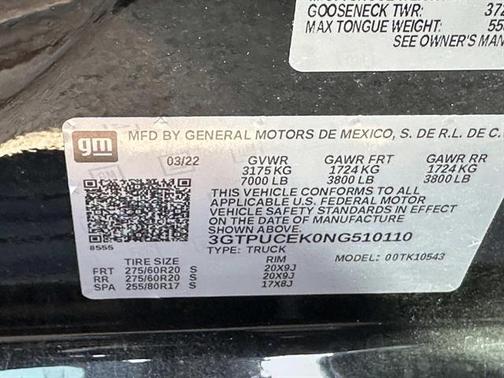 GOOSENECK TWR: 372
MAX TONGUE WEIGHT: 55
SEE OWNER'S MAN
gm MFD BY GENERAL MOTORS DE MEXICO, S. DE R.L. DE C.
03/22 GVWR GAWR FRT GAWR RR
3175 KG 1724 KG 1724 KG
7000 LB 3800 LB 3800 LB
THIS VEHICLE CONFORMS TO ALL
APPLICABLE U.S. FEDERAL MOTOR
VEHICLE SAFETY STANDARDS IN EFFECT
ON THE DATE OF MANUFACTURE
SHOWN ABOVE.
8555 3GTPUCEK0NG510110
TYPE: TRUCK MODEL: 00TK10543
TIRE SIZE RIM
FRT 275/60R20 S 20X9J
RR 275/60R20 S 20X9J
SPA 255/80R17 S 17X8J